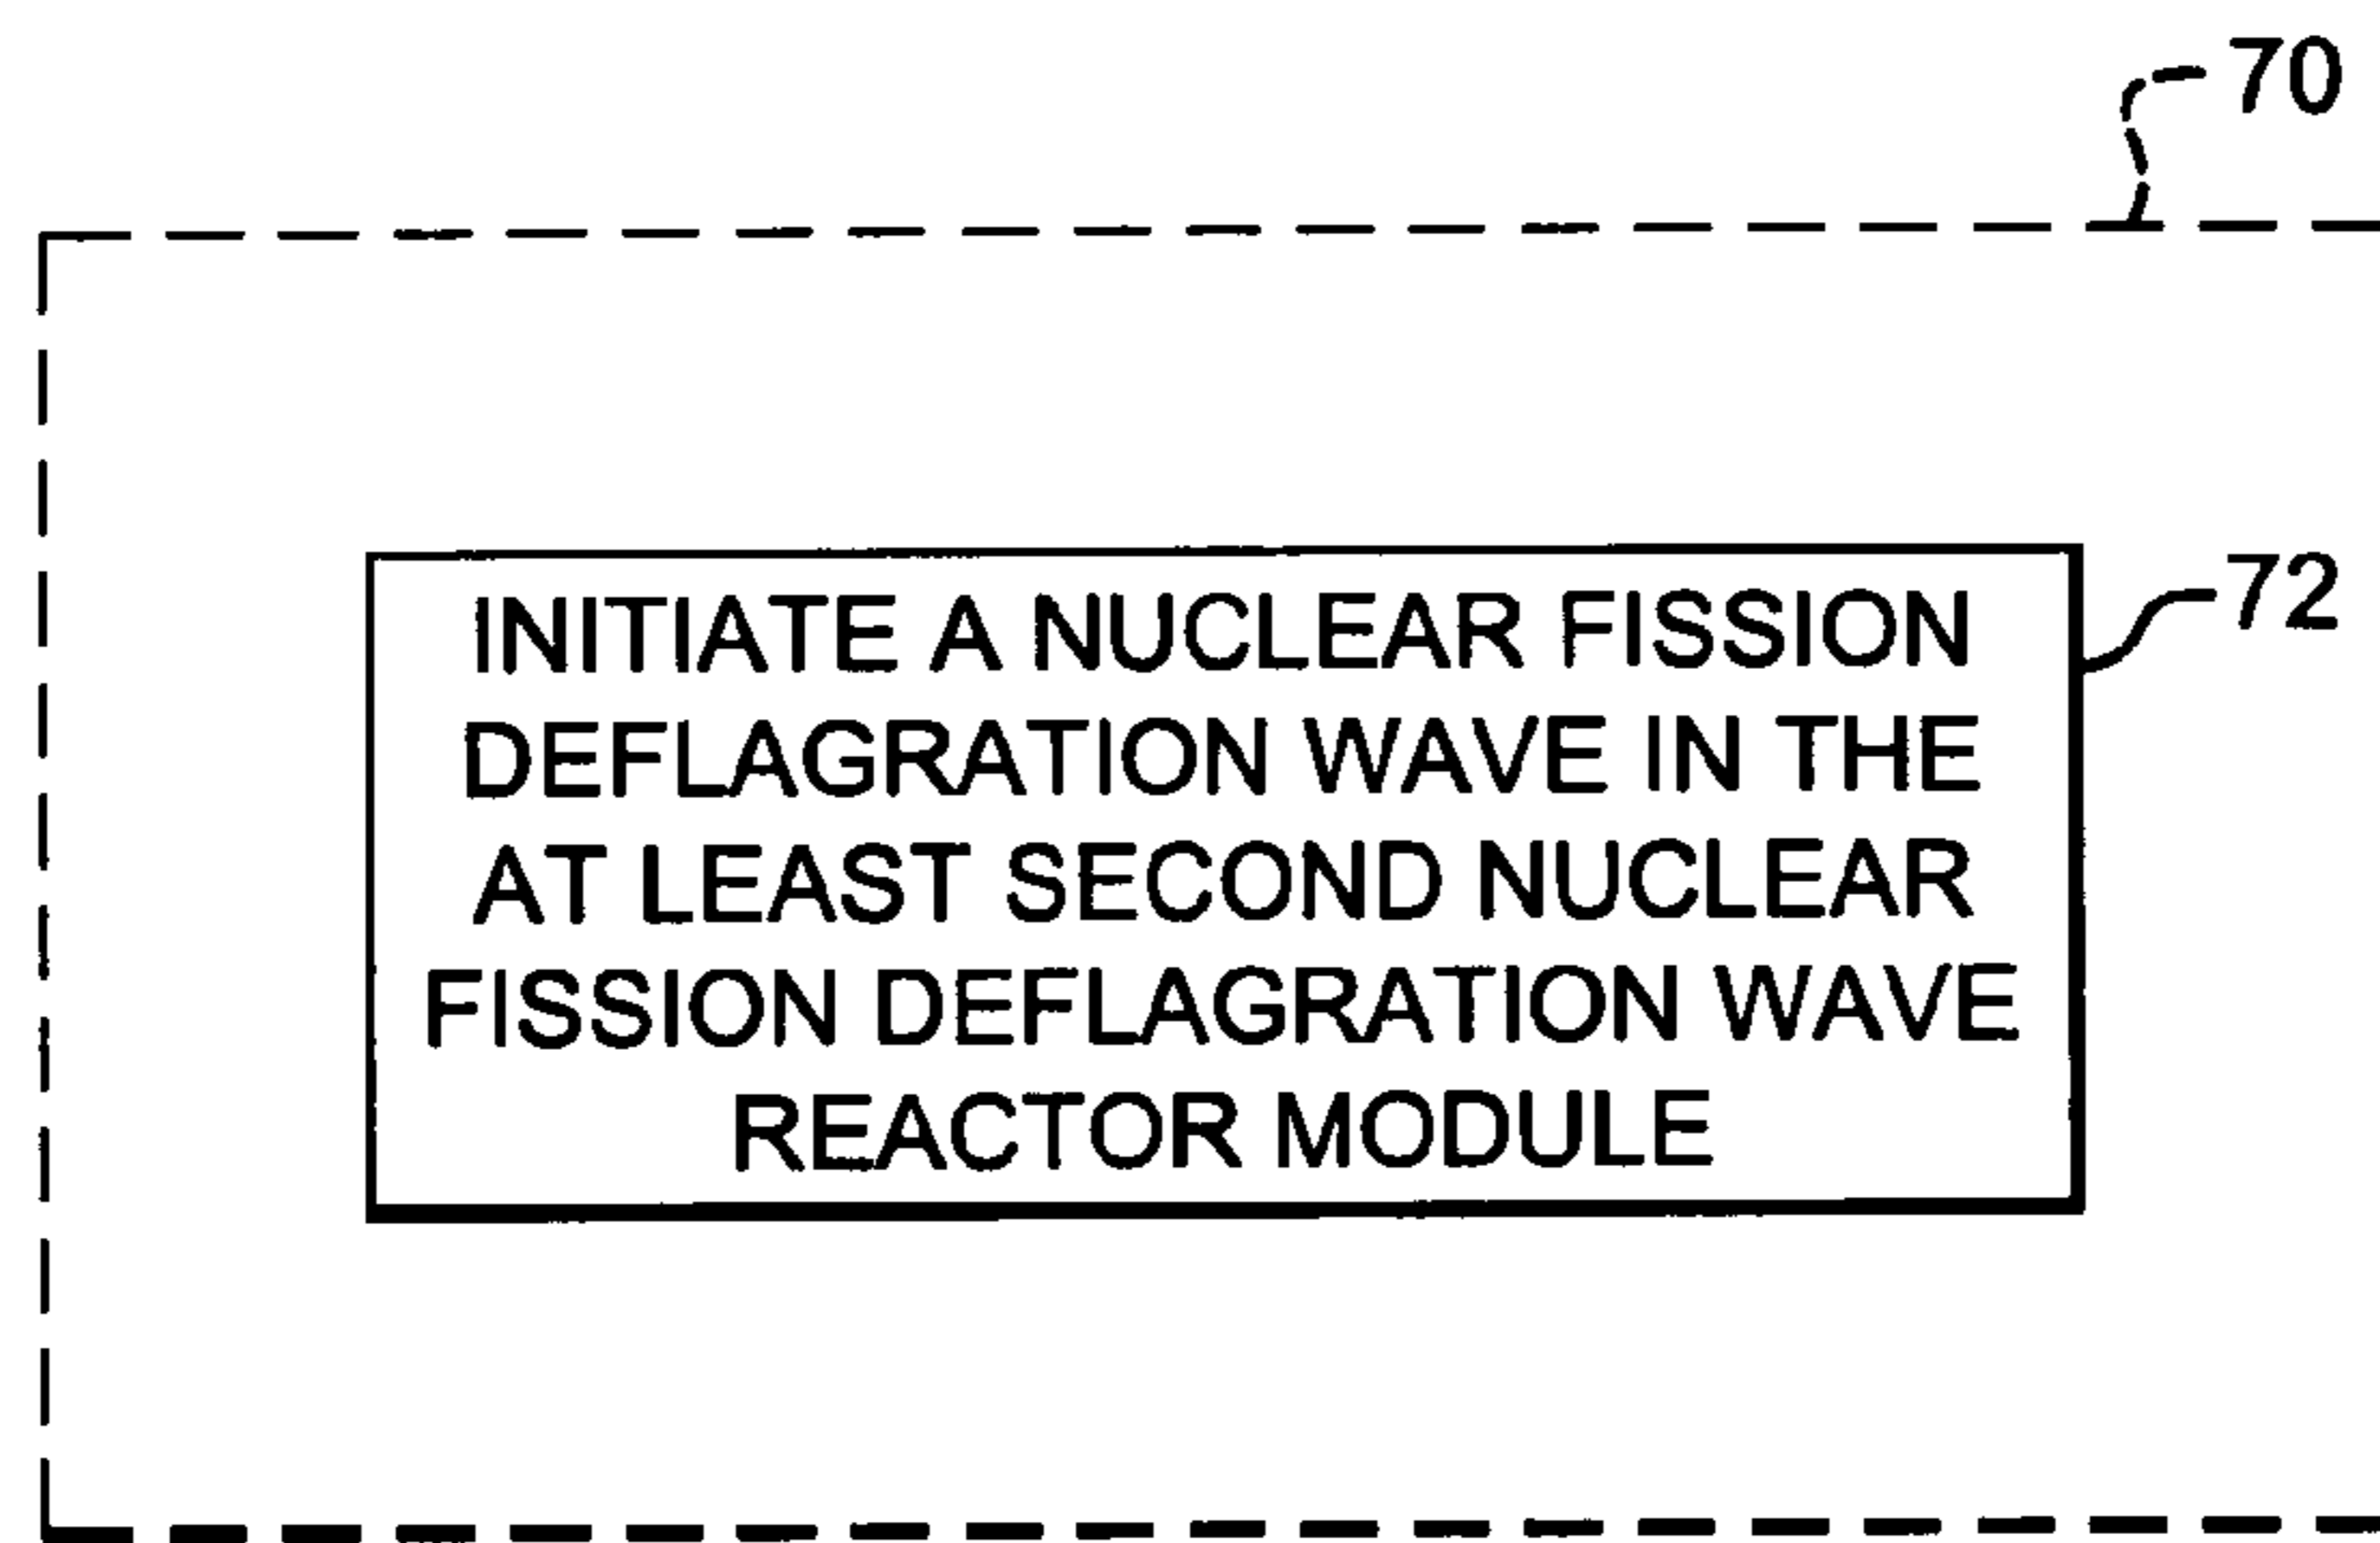 70
INITIATE A NUCLEAR FISSION
72
DEFLAGRATION WAVE IN THE
AT LEAST SECOND NUCLEAR
FISSION DEFLAGRATION WAVE
REACTOR MODULE